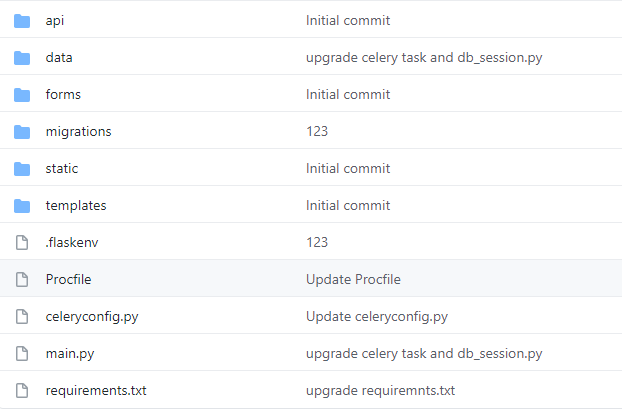 api Initial commit
data upgrade celery task and db_session.py
forms Initial commit
migrations 123
static Initial commit
templates Initial commit
.flaskenv 123
Procfile Update Procfile
celeryconfig.py Update celeryconfig.py
main.py upgrade celery task and db_session.py
requirements.txt upgrade requiremnts.txt